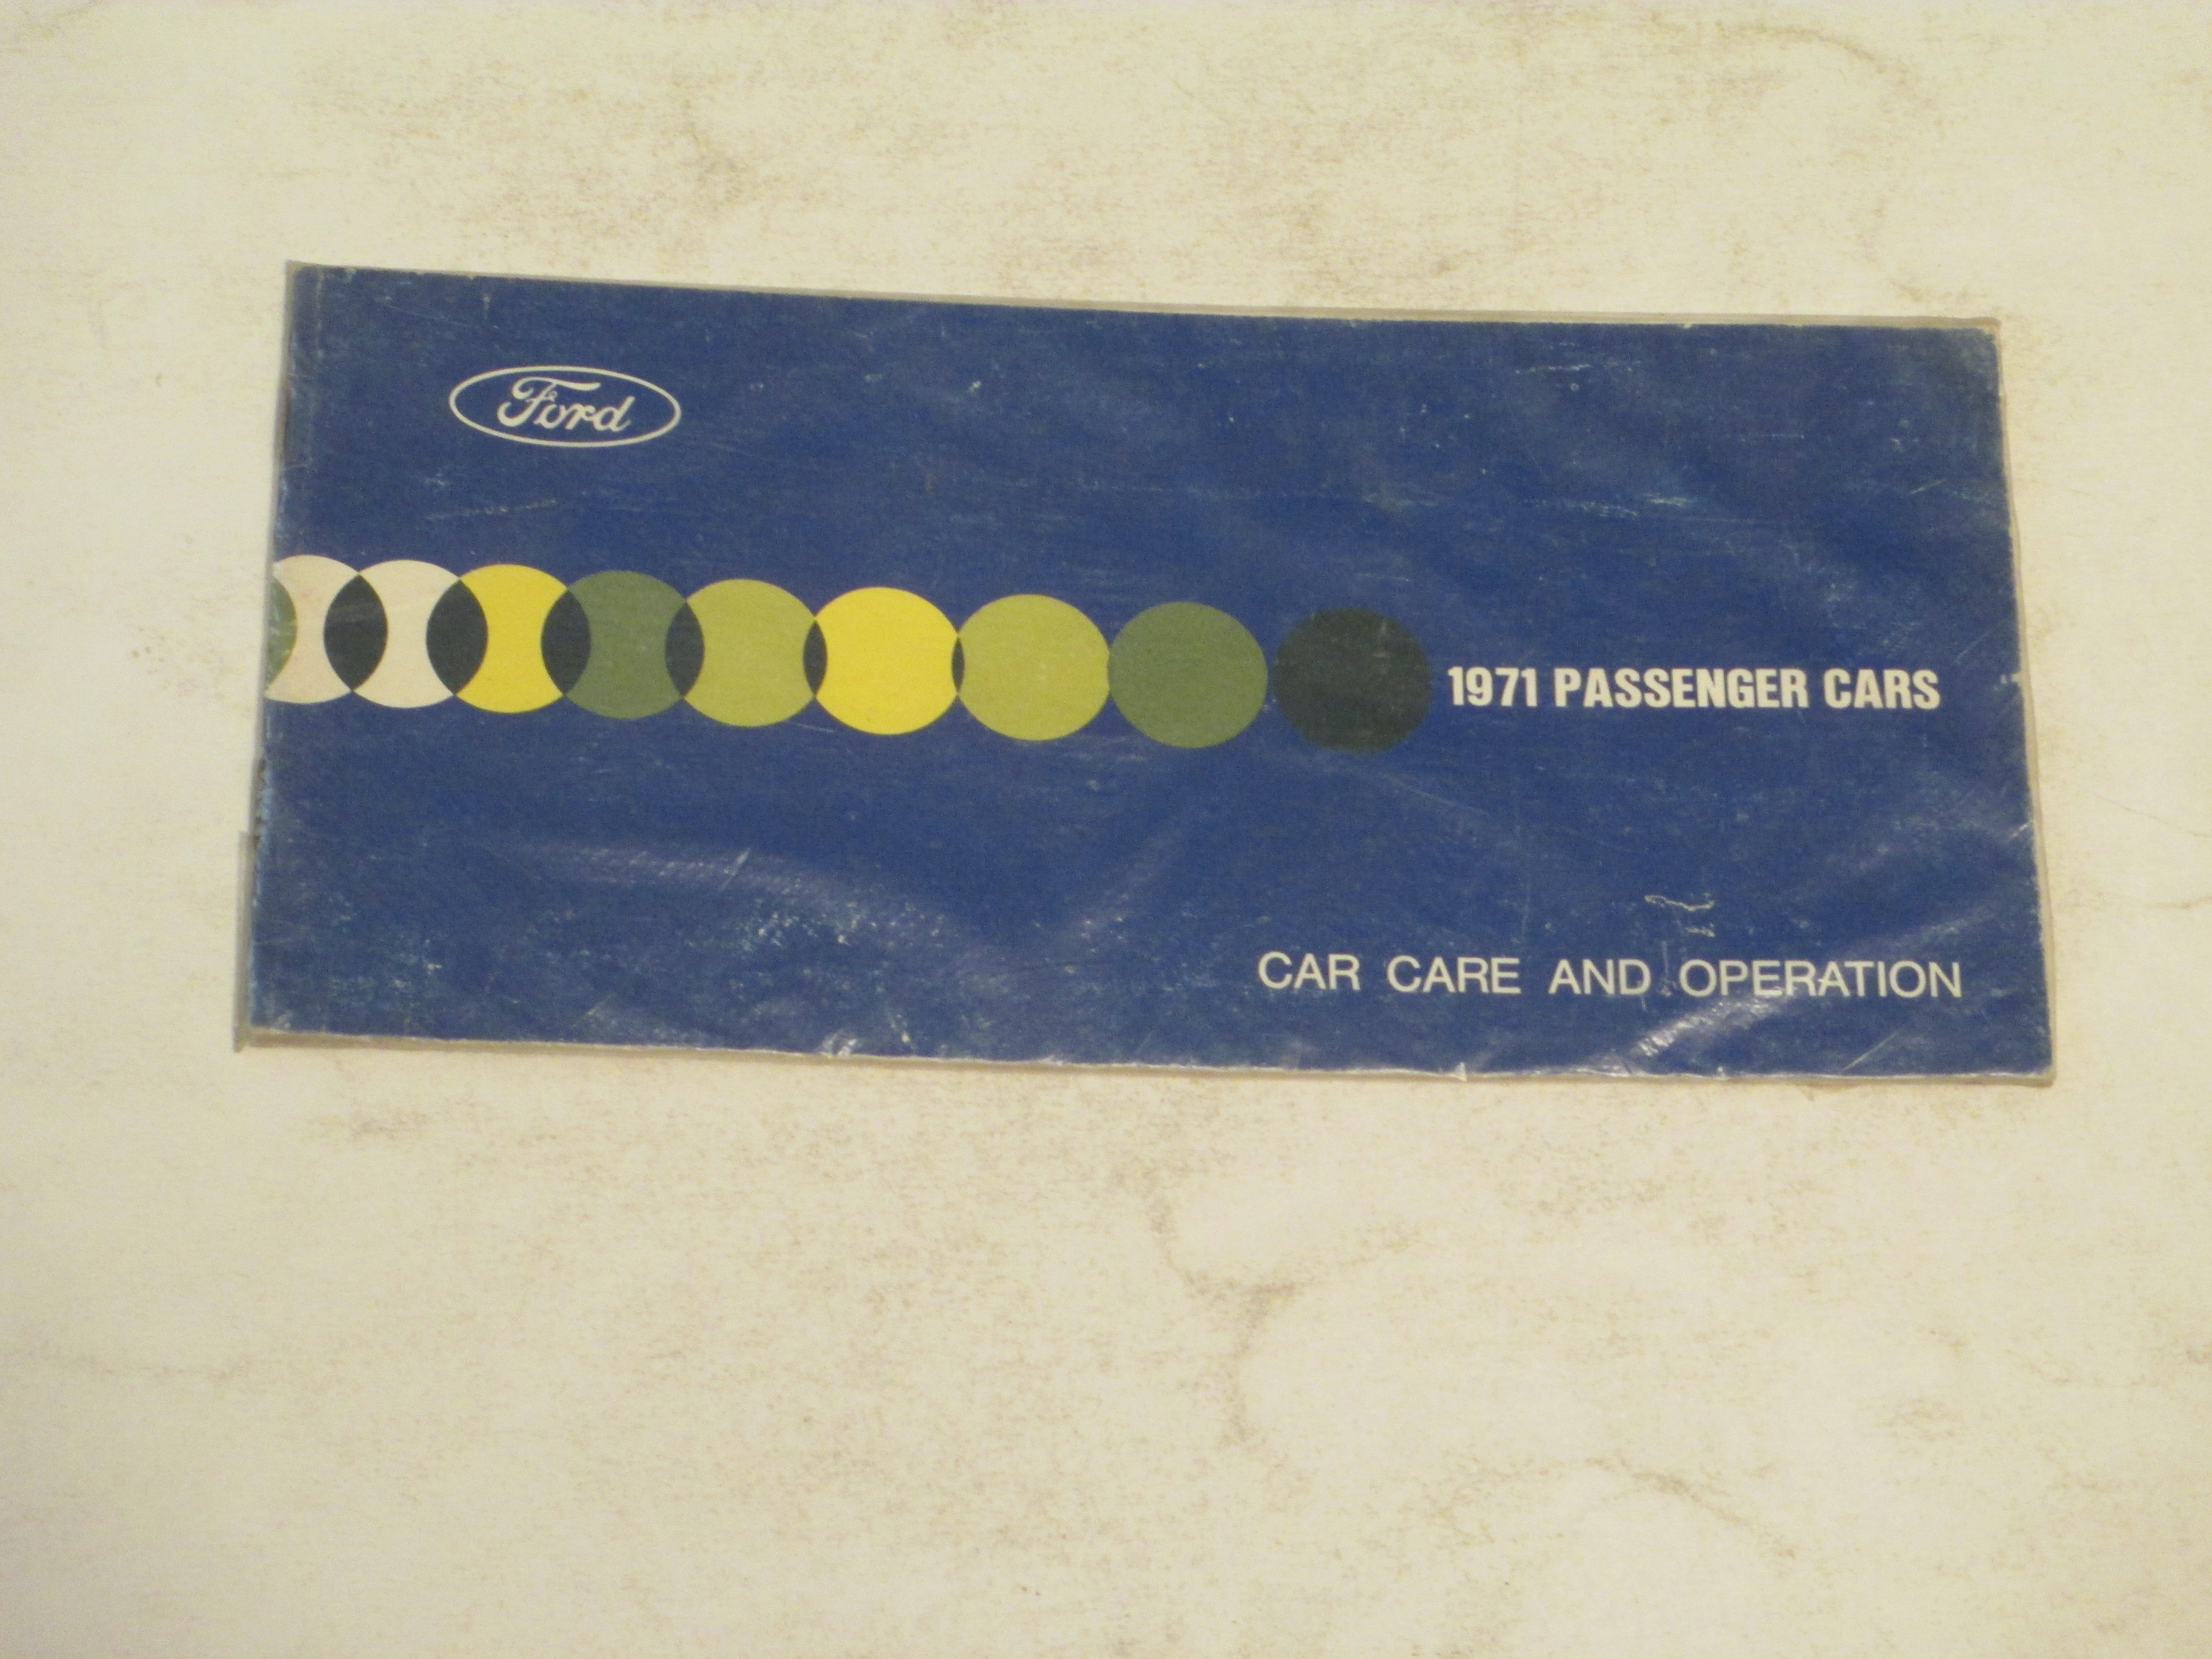 Ford
1971 PASSENGER CARS
CAR CARE AND OPERATION